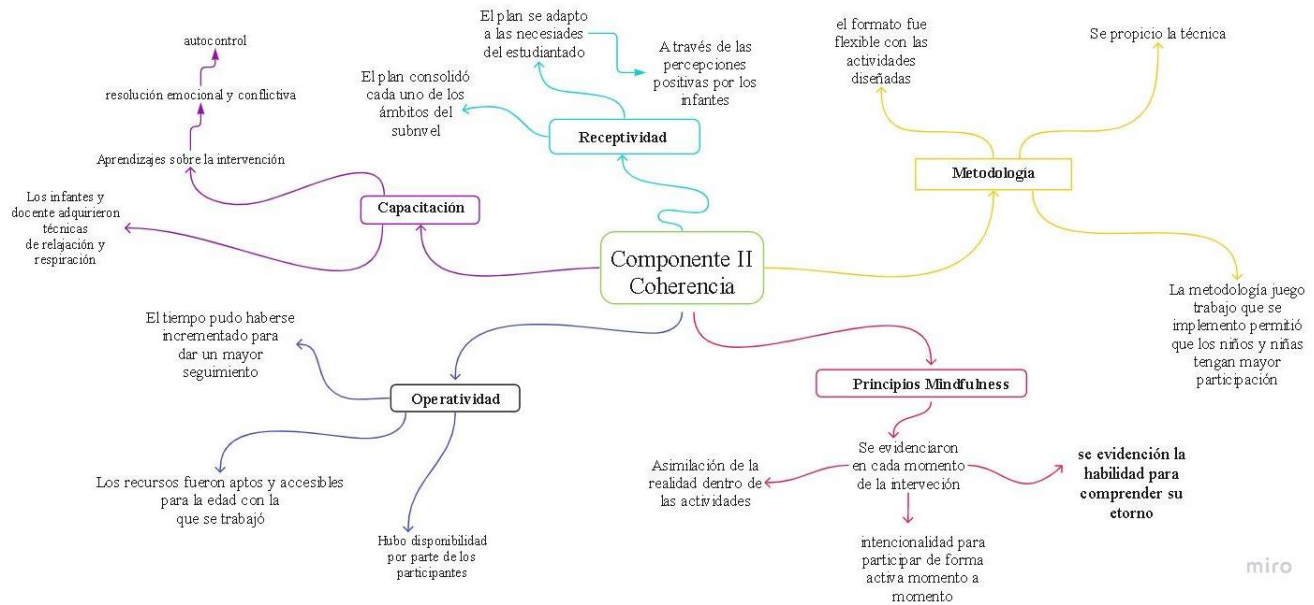 autocontrol
resolución emocional y conflictiva
Aprendizajes sobre la intervención
Los infantes y
docente adquirieron
técnicas
de relajación y
respiración
Capacitación
El plan se adapto
a las necesiades
del estudiantado
A través de las
percepciones
positivas por los
infantes
El plan consolidó
cada uno de los
ámbitos del
subnvel
Receptividad
el formato fue
flexible con las
actividades
diseñadas
Se propicio la técnica
Metodología
La metodología juego
trabajo que se
implemento permitió
que los niños y niñas
tengan mayor
participación
Componente II
Coherencia
El tiempo pudo haberse
incrementado para
dar un mayor
seguimiento
Operatividad
Los recursos fueron aptos y accesibles
para la edad con la
que se trabajó
Hubo disponibilidad
por parte de los
participantes
Principios Mindfulness
Se evidenciaron
en cada momento
de la inteveción
Asimilación de la
realidad dentro de
las actividades
se evidención la
habilidad para
comprender su
etorno
intencionalidad para
participar de forma
activa momento a
momento
miro